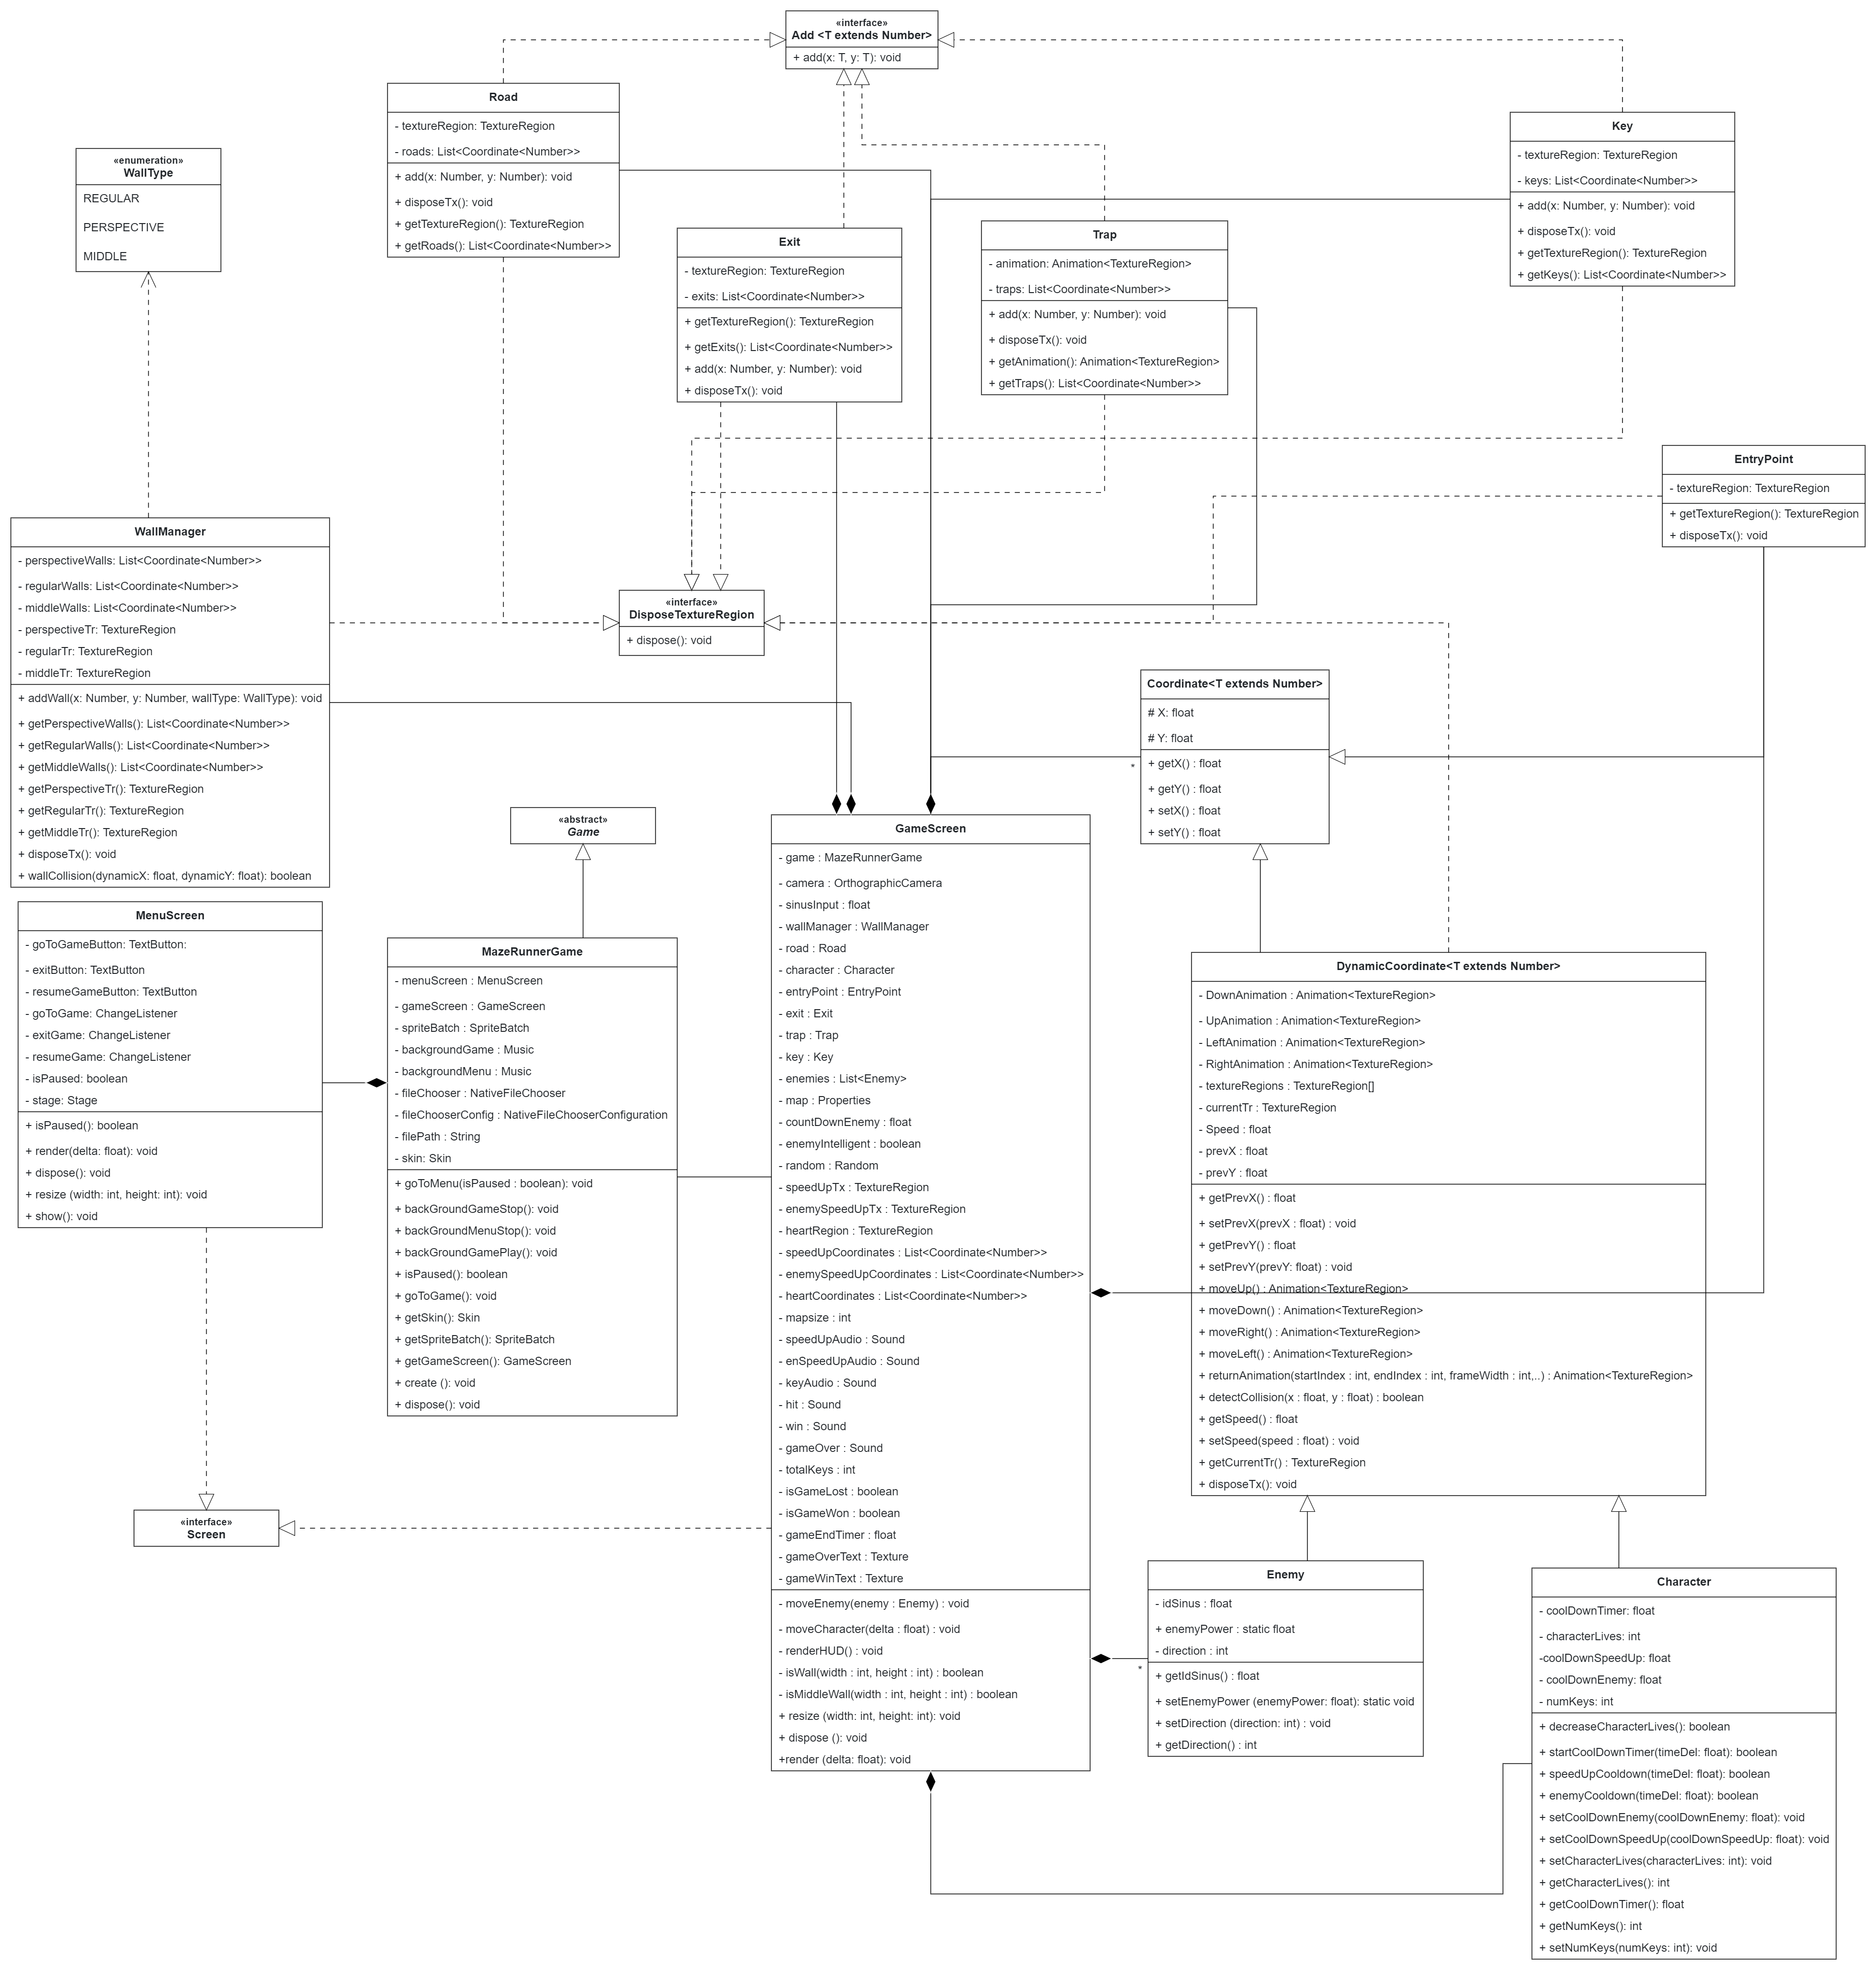 «interface»
Add <T extends Number>
+ add(x: T, y: T): void
Road
- textureRegion: TextureRegion
- roads: List<Coordinate<Number>>
+ add(x: Number, y: Number): void
+ disposeTx(): void
+ getTextureRegion(): TextureRegion
+ getRoads(): List<Coordinate<Number>>
Key
- textureRegion: TextureRegion
- keys: List<Coordinate<Number>>
+ add(x: Number, y: Number): void
+ disposeTx(): void
+ getTextureRegion(): TextureRegion
+ getKeys(): List<Coordinate<Number>>
«enumeration»
WallType
REGULAR
PERSPECTIVE
MIDDLE
Exit
- textureRegion: TextureRegion
- exits: List<Coordinate<Number>>
+ getTextureRegion(): TextureRegion
+ getExits(): List<Coordinate<Number>>
+ add(x: Number, y: Number): void
+ disposeTx(): void
Trap
- animation: Animation<TextureRegion>
- traps: List<Coordinate<Number>>
+ add(x: Number, y: Number): void
+ disposeTx(): void
+ getAnimation(): Animation<TextureRegion>
+ getTraps(): List<Coordinate<Number>>
EntryPoint
- textureRegion: TextureRegion
+ getTextureRegion(): TextureRegion
+ disposeTx(): void
WallManager
- perspectiveWalls: List<Coordinate<Number>>
- regularWalls: List<Coordinate<Number>>
- middleWalls: List<Coordinate<Number>>
- perspectiveTr: TextureRegion
- regularTr: TextureRegion
- middleTr: TextureRegion
+ addWall(x: Number, y: Number, wallType: WallType): void
+ getPerspectiveWalls(): List<Coordinate<Number>>
+ getRegularWalls(): List<Coordinate<Number>>
+ getMiddleWalls(): List<Coordinate<Number>>
+ getPerspectiveTr(): TextureRegion
+ getRegularTr(): TextureRegion
+ getMiddleTr(): TextureRegion
+ disposeTx(): void
+ wallCollision(dynamicX: float, dynamicY: float): boolean
«interface»
DisposeTextureRegion
+ dispose(): void
Coordinate<T extends Number>
# X: float
# Y: float
+ getX() : float
+ getY() : float
+ setX() : float
+ setY() : float
*
«abstract»
Game
MenuScreen
- goToGameButton: TextButton:
- exitButton: TextButton
- resumeGameButton: TextButton
- goToGame: ChangeListener
- exitGame: ChangeListener
- resumeGame: ChangeListener
- isPaused: boolean
- stage: Stage
+ isPaused(): boolean
+ render(delta: float): void
+ dispose(): void
+ resize (width: int, height: int): void
+ show(): void
MazeRunnerGame
- menuScreen : MenuScreen
- gameScreen : GameScreen
- spriteBatch : SpriteBatch
- backgroundGame : Music
- backgroundMenu : Music
- fileChooser : NativeFileChooser
- fileChooserConfig : NativeFileChooserConfiguration
- filePath : String
- skin: Skin
+ goToMenu(isPaused : boolean): void
+ backGroundGameStop(): void
+ backGroundMenuStop(): void
+ backGroundGamePlay(): void
+ isPaused(): boolean
+ goToGame(): void
+ getSkin(): Skin
+ getSpriteBatch(): SpriteBatch
+ getGameScreen(): GameScreen
+ create (): void
+ dispose(): void
GameScreen
- game : MazeRunnerGame
- camera : OrthographicCamera
- sinusInput : float
- wallManager : WallManager
- road : Road
- character : Character
- entryPoint : EntryPoint
- exit : Exit
- trap : Trap
- key : Key
- enemies : List<Enemy>
- map : Properties
- countDownEnemy : float
- enemyIntelligent : boolean
- random : Random
- speedUpTx : TextureRegion
- enemySpeedUpTx : TextureRegion
- heartRegion : TextureRegion
- speedUpCoordinates : List<Coordinate<Number>>
- enemySpeedUpCoordinates : List<Coordinate<Number>>
- heartCoordinates : List<Coordinate<Number>>
- mapsize : int
- speedUpAudio : Sound
- enSpeedUpAudio : Sound
- keyAudio : Sound
- hit : Sound
- win : Sound
- gameOver : Sound
- totalKeys : int
- isGameLost : boolean
- isGameWon : boolean
- gameEndTimer : float
- gameOverText : Texture
- gameWinText : Texture
- moveEnemy(enemy : Enemy) : void
- moveCharacter(delta : float) : void
- renderHUD() : void
- isWall(width : int, height : int) : boolean
- isMiddleWall(width : int, height : int) : boolean
+ resize (width: int, height: int): void
+ dispose (): void
+render (delta: float): void
DynamicCoordinate<T extends Number>
- DownAnimation : Animation<TextureRegion>
- UpAnimation : Animation<TextureRegion>
- LeftAnimation : Animation<TextureRegion>
- RightAnimation : Animation<TextureRegion>
- textureRegions : TextureRegion[]
- currentTr : TextureRegion
- Speed : float
- prevX : float
- prevY : float
+ getPrevX() : float
+ setPrevX(prevX : float) : void
+ getPrevY() : float
+ setPrevY(prevY: float) : void
+ moveUp() : Animation<TextureRegion>
+ moveDown() : Animation<TextureRegion>
+ moveRight() : Animation<TextureRegion>
+ moveLeft() : Animation<TextureRegion>
+ returnAnimation(startIndex : int, endIndex : int, frameWidth : int,..) : Animation<TextureRegion>
+ detectCollision(x : float, y : float) : boolean
+ getSpeed() : float
+ setSpeed(speed : float) : void
+ getCurrentTr() : TextureRegion
+ disposeTx(): void
«interface»
Screen
Enemy
- idSinus : float
+ enemyPower : static float
- direction : int
+ getIdSinus() : float
+ setEnemyPower (enemyPower: float): static void
+ setDirection (direction: int) : void
+ getDirection() : int
*
Character
- coolDownTimer: float
- characterLives: int
-coolDownSpeedUp: float
- coolDownEnemy: float
- numKeys: int
+ decreaseCharacterLives(): boolean
+ startCoolDownTimer(timeDel: float): boolean
+ speedUpCooldown(timeDel: float): boolean
+ enemyCooldown(timeDel: float): boolean
+ setCoolDownEnemy(coolDownEnemy: float): void
+ setCoolDownSpeedUp(coolDownSpeedUp: float): void
+ setCharacterLives(characterLives: int): void
+ getCharacterLives(): int
+ getCoolDownTimer(): float
+ getNumKeys(): int
+ setNumKeys(numKeys: int): void